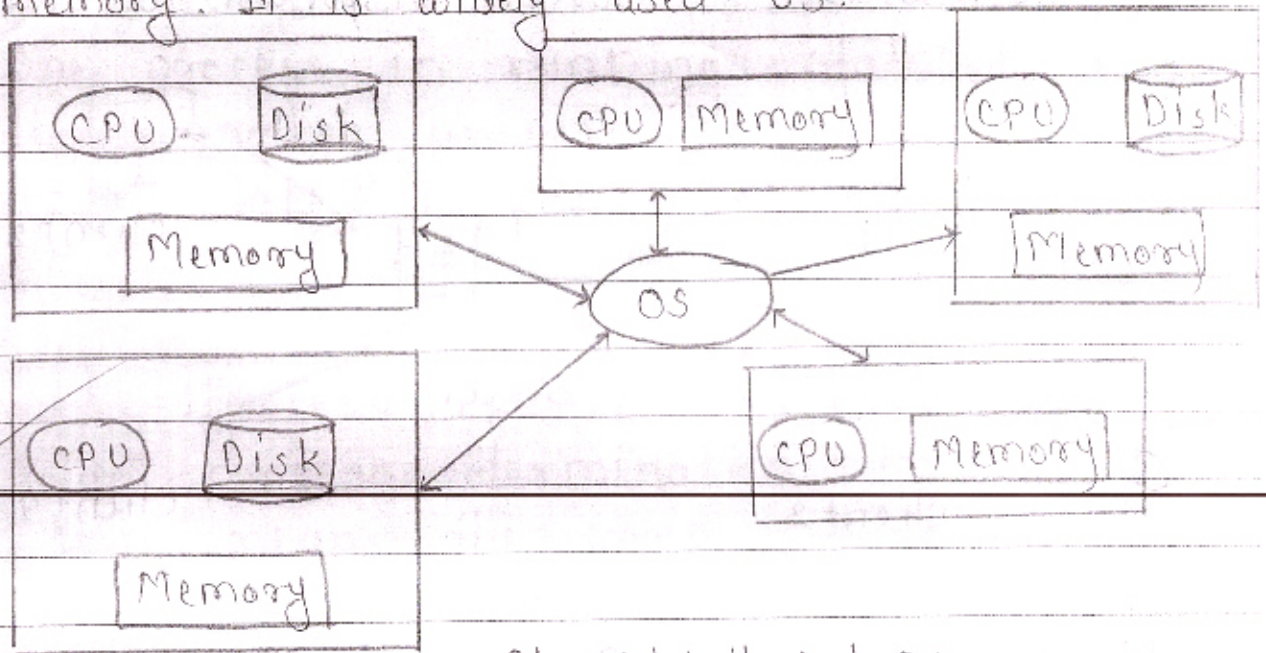 memory. It is widely used OS.
CPU Disk
Memory
CPU Memory
CPU Disk
Memory
OS
CPU Disk
Memory
CPU Memory